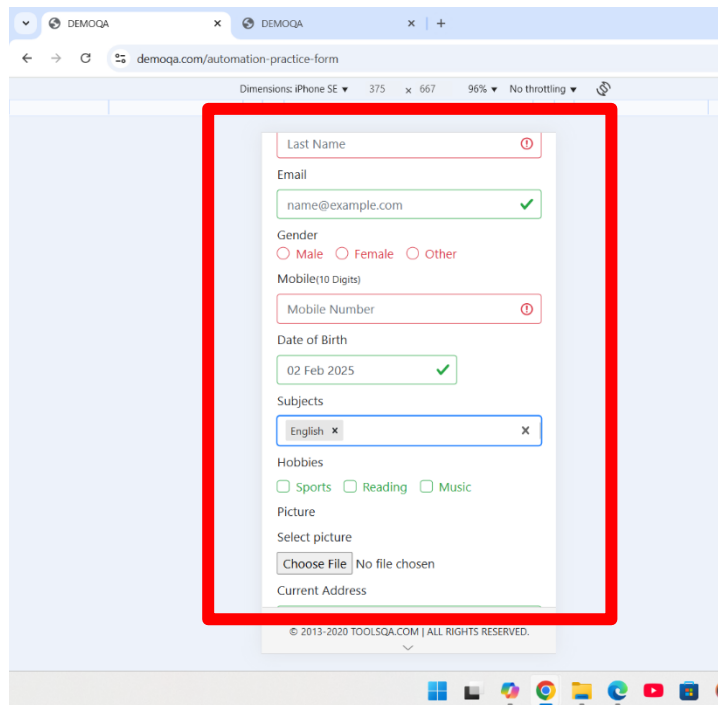 DEMOQA
DEMOQA
demoqa.com/automation-practice-form
Dimensions: iPhone SE 375 x 667 96% No throttling
Last Name
Email
name@example.com
Gender
Male Female Other
Mobile(10 Digits)
Mobile Number
Date of Birth
02 Feb 2025
Subjects
English
Hobbies
Sports Reading Music
Picture
Select picture
Choose File No file chosen
Current Address
© 2013-2020 TOOLSQA.COM | ALL RIGHTS RESERVED.